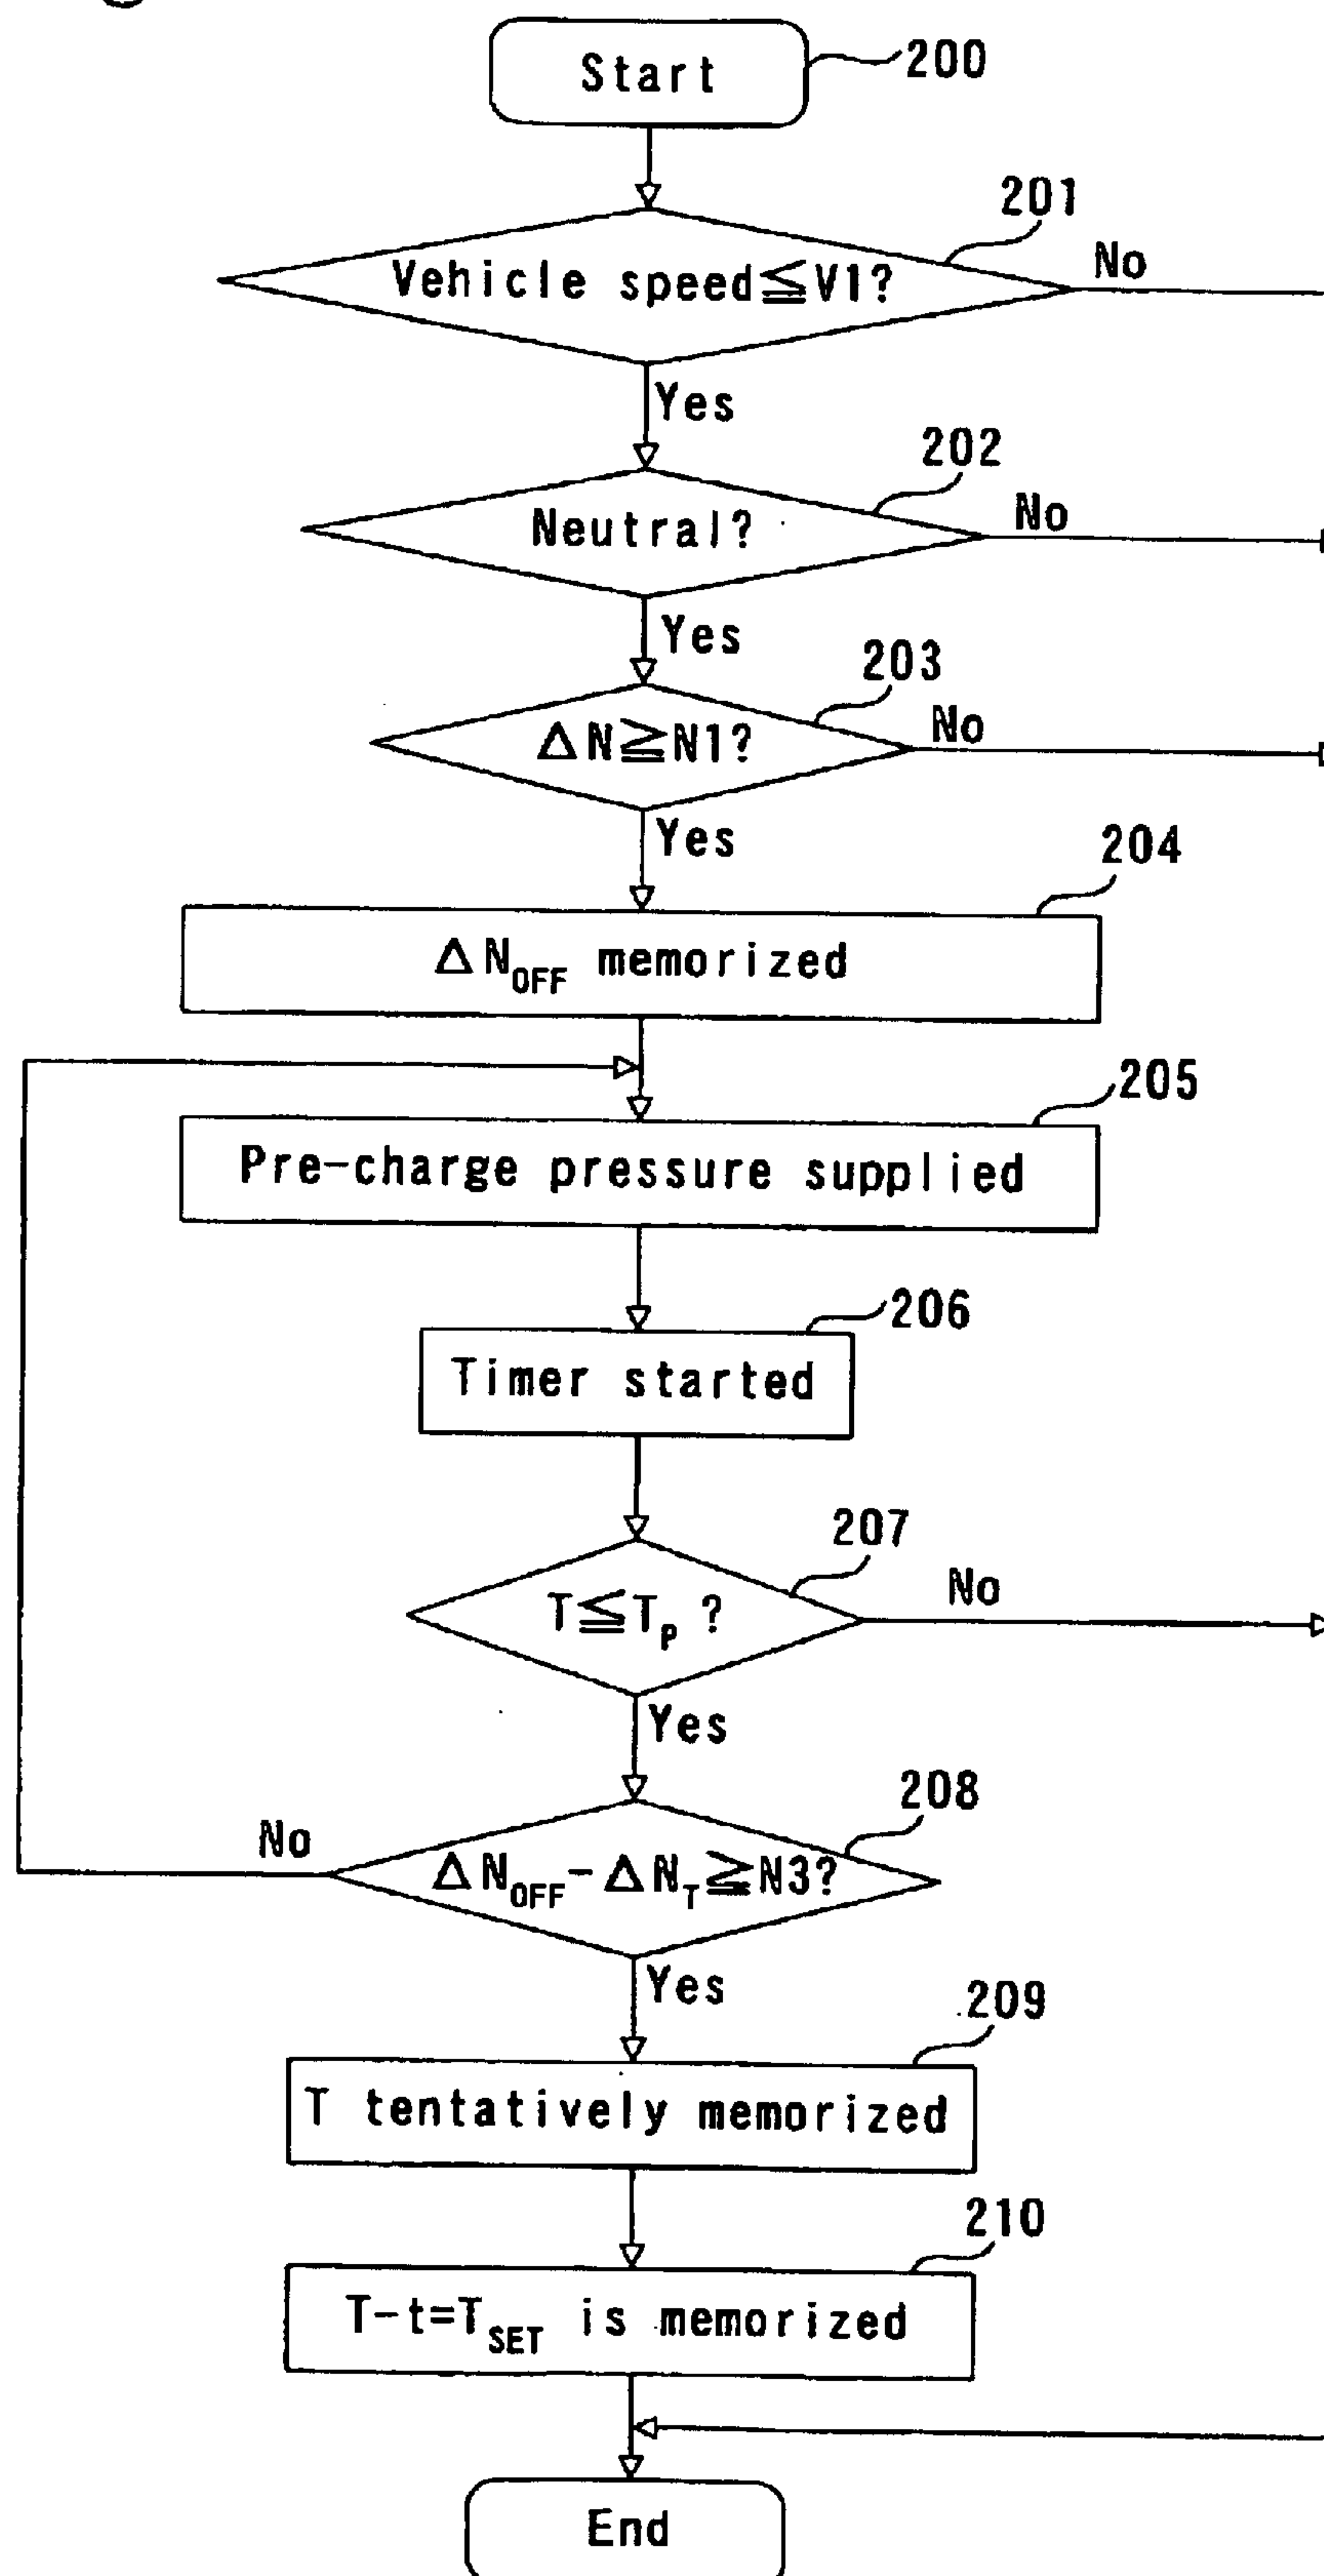 Start
200
201
Vehicle speed≦V1?
No
Yes
202
Neutral?
No
Yes
203
ΔN≧N1?
No
Yes
204
ΔN_OFF memorized
205
Pre-charge pressure supplied
206
Timer started
207
T≦T_P ?
No
Yes
208
No
ΔN_OFF-ΔN_T≧N3?
Yes
209
T tentatively memorized
210
T-t=T_SET is memorized
End